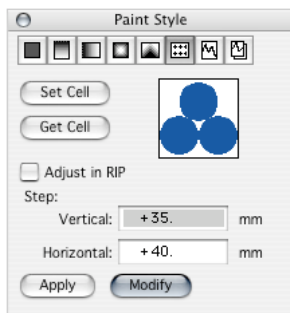 Paint Style
Set Cell
Get Cell
Adjust in RIP
Step:
Vertical: +35. mm
Horizontal: +40. mm
Apply Modify